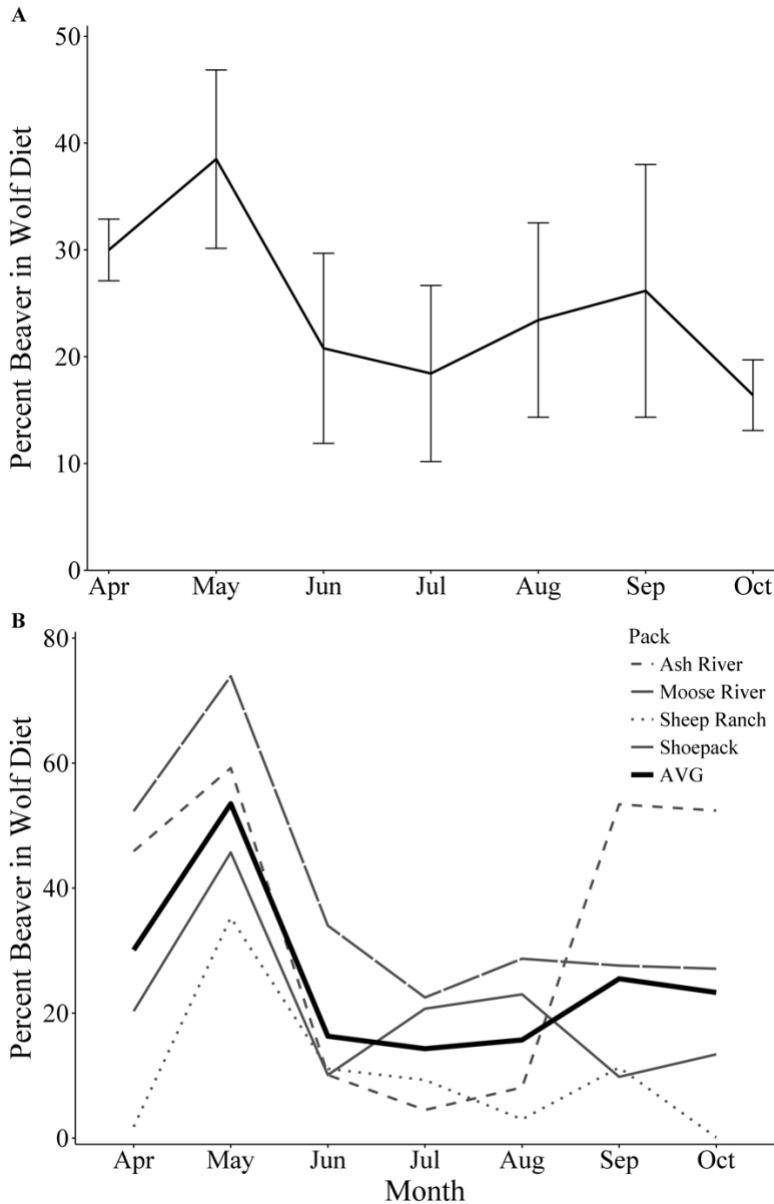 A
Percent Beaver in Wolf Diet
50
40
30
20
10
0
Apr May Jun Jul Aug Sep Oct
B
Percent Beaver in Wolf Diet
80
60
40
20
0
Pack
Ash River
Moose River
Sheep Ranch
Shoepack
AVG
Apr May Jun Jul Aug Sep Oct
Month